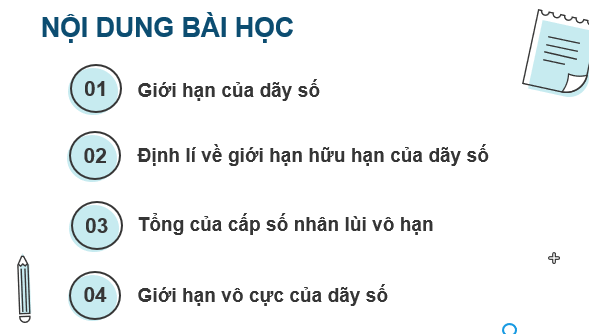 NỘI DUNG BÀI HỌC
01 Giới hạn của dãy số
02 Định lí về giới hạn hữu hạn của dãy số
03 Tổng của cấp số nhân lùi vô hạn
04 Giới hạn vô cực của dãy số